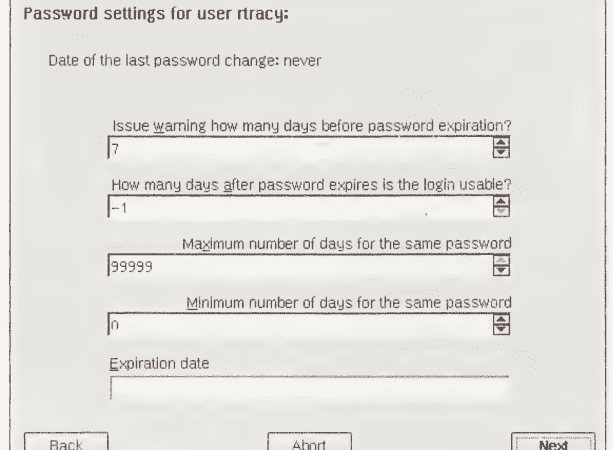 Password settings for user rtracy:
Date of the last password change: never
Issue warning how many days before password expiration?
7
How many days after password expires is the login usable?
-1
Maximum number of days for the same password
99999
Minimum number of days for the same password
0
Expiration date
Back Abort Next